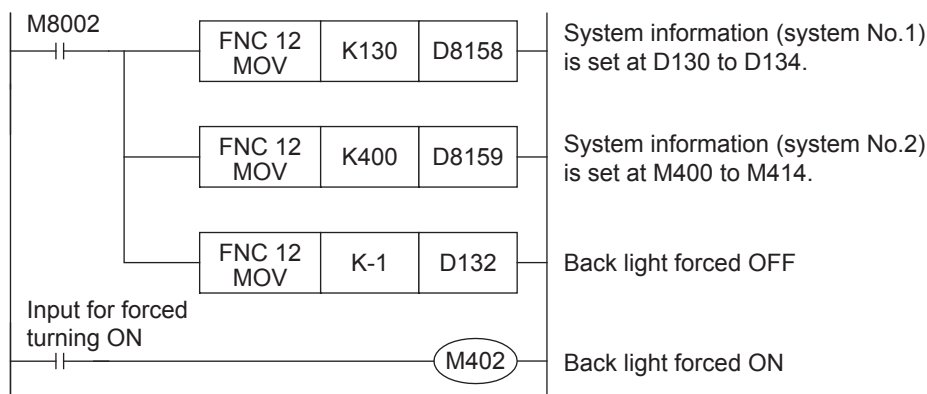 M8002
FNC 12
MOV
K130
D8158
System information (system No.1)
is set at D130 to D134.
FNC 12
MOV
K400
D8159
System information (system No.2)
is set at M400 to M414.
FNC 12
MOV
K-1
D132
Back light forced OFF
Input for forced
turning ON
M402
Back light forced ON